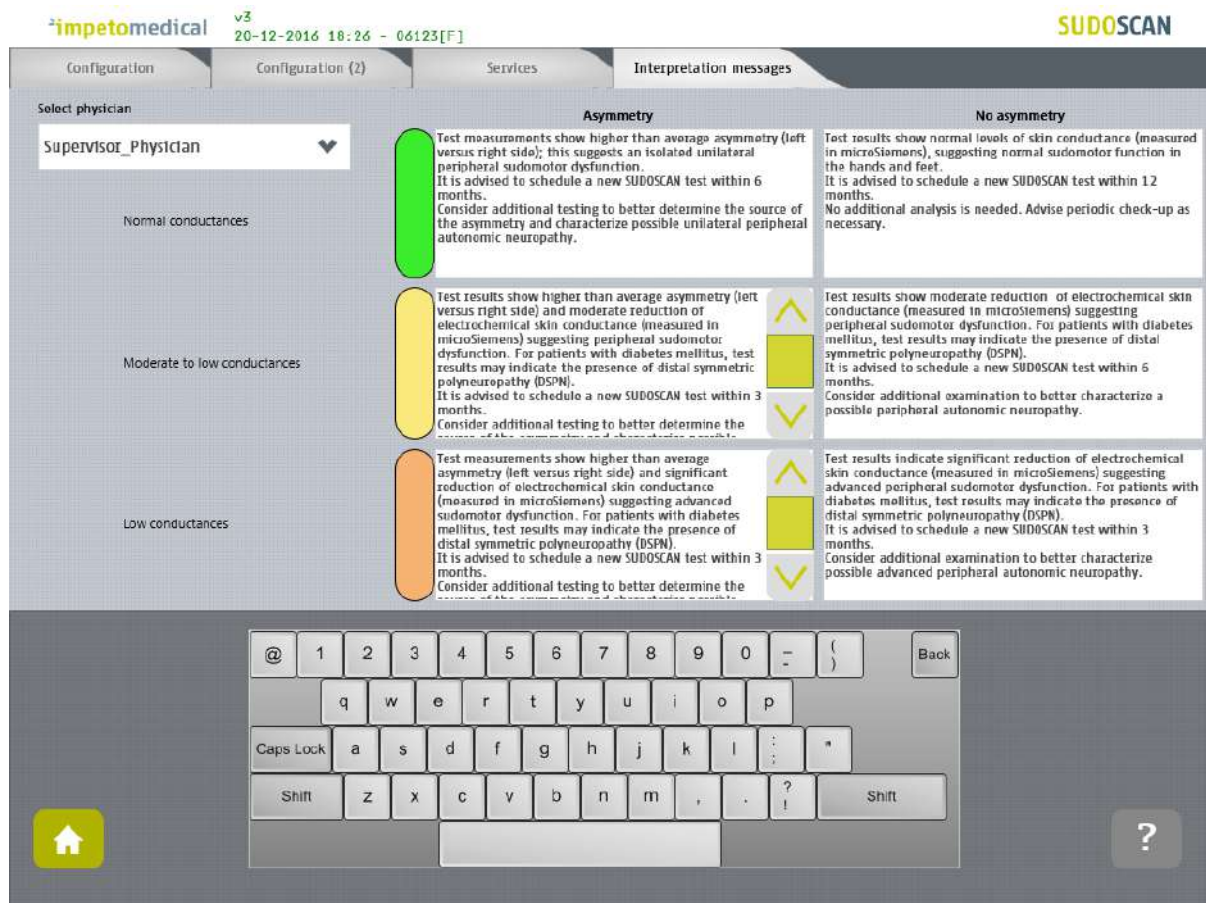 impetomedical
v3
20-12-2016 18:26 - 06123[F]
SUDOSCAN
Configuration
Configuration (2)
Services
Interpretation messages
Select physician
Supervisor_Physician
Asymmetry
No asymmetry
Normal conductances
Test measurements show higher than average asymmetry (left
versus right side); this suggests an isolated unilateral
peripheral sudomotor dysfunction.
It is advised to schedule a new SUDOSCAN test within 6
months.
Consider additional testing to better determine the source of
the asymmetry and characterize possible unilateral peripheral
autonomic neuropathy.
Test results show normal levels of skin conductance (measured
in microSiemens), suggesting normal sudomotor function in
the hands and feet.
It is advised to schedule a new SUDOSCAN test within 12
months.
No additional analysis is needed. Advise periodic check-up as
necessary.
Moderate to low conductances
Test results show higher than average asymmetry (left
versus right side) and moderate reduction of
electrochemical skin conductance (measured in
microSiemens) suggesting peripheral sudomotor
dysfunction. For patients with diabetes mellitus, test
results may indicate the presence of distal symmetric
polyneuropathy (DSPN).
It is advised to schedule a new SUDOSCAN test within 3
months.
Consider additional testing to better determine the
Test results show moderate reduction of electrochemical skin
conductance (measured in microSiemens) suggesting
peripheral sudomotor dysfunction. For patients with diabetes
mellitus, test results may indicate the presence of distal
symmetric polyneuropathy (DSPN).
It is advised to schedule a new SUDOSCAN test within 6
months.
Consider additional examination to better characterize a
possible peripheral autonomic neuropathy.
Low conductances
Test measurements show higher than average
asymmetry (left versus right side) and significant
reduction of electrochemical skin conductance
(measured in microSiemens) suggesting advanced
sudomotor dysfunction. For patients with diabetes
mellitus, test results may indicate the presence of
distal symmetric polyneuropathy (DSPN).
It is advised to schedule a new SUDOSCAN test within 3
months.
Consider additional testing to better determine the
Test results indicate significant reduction of electrochemical
skin conductance (measured in microSiemens) suggesting
advanced peripheral sudomotor dysfunction. For patients with
diabetes mellitus, test results may indicate the presence of
distal symmetric polyneuropathy (DSPN).
It is advised to schedule a new SUDOSCAN test within 3
months.
Consider additional examination to better characterize
possible advanced peripheral autonomic neuropathy.
@ 1 2 3 4 5 6 7 8 9 0 _ - ( ) Back
q w e r t y u i o p
Caps Lock a s d f g h j k l : ; "
Shift z x c v b n m , . ? ! Shift
?